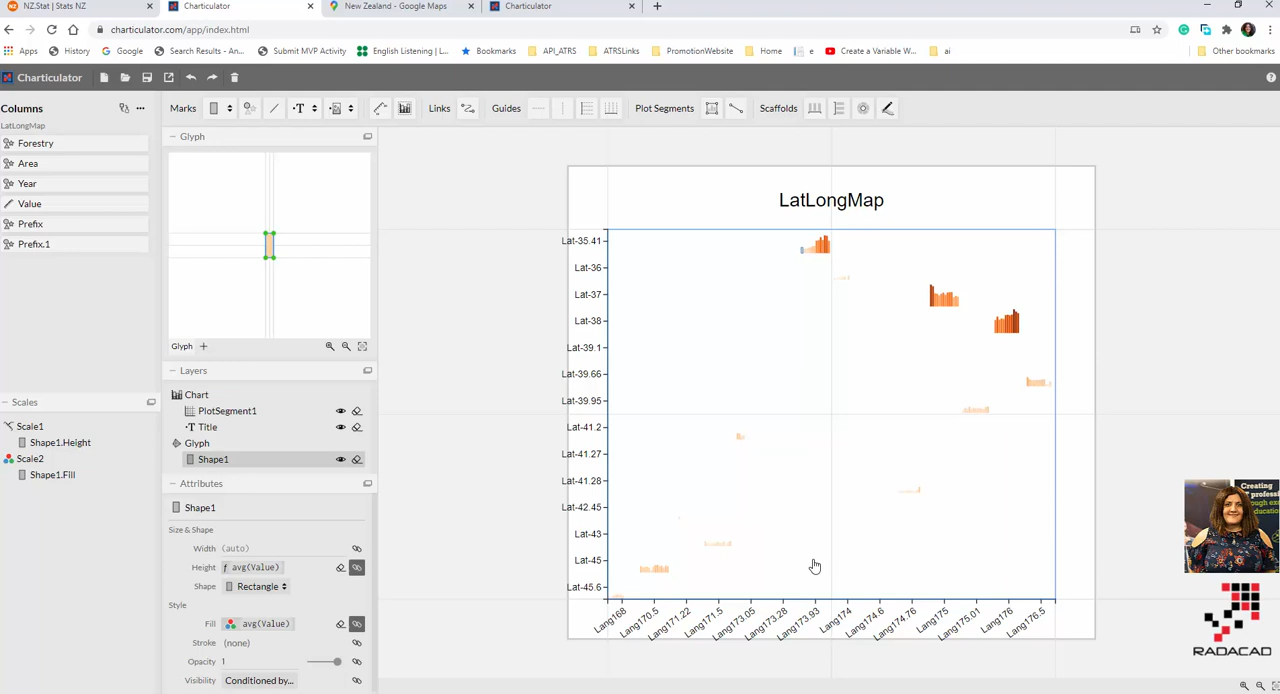 NZ.Stat | Stats NZ
Charticulator
New Zealand - Google Maps
Charticulator
charticulator.com/app/index.html
Apps
History
Google
Search Results - An...
Submit MVP Activity
English Listening | L...
Bookmarks
API_ATRS
ATRSLinks
PromotionWebsite
Home
e
Create a Variable W...
ai
Other bookmarks
Charticulator
Columns
Marks
Links
Guides
Plot Segments
Scaffolds
LatLongMap
Forestry
Area
Year
Value
Prefix
Prefix.1
Scales
Scale1
Shape1.Height
Scale2
Shape1.Fill
Glyph
Glyph
Layers
Chart
PlotSegment1
Title
Glyph
Shape1
Attributes
Shape1
Size & Shape
Width (auto)
Height f avg(Value)
Shape Rectangle
Style
Fill avg(Value)
Stroke (none)
Opacity 1
Visibility Conditioned by...
LatLongMap
Lat-35.41
Lat-36
Lat-37
Lat-38
Lat-39.1
Lat-39.66
Lat-39.95
Lat-41.2
Lat-41.27
Lat-41.28
Lat-42.45
Lat-43
Lat-45
Lat-45.6
Lang168
Lang170.5
Lang171.22
Lang171.5
Lang173.05
Lang173.28
Lang173.63
Lang174
Lang174.6
Lang174.76
Lang175
Lang175.01
Lang176
Lang176.5
RADACAD